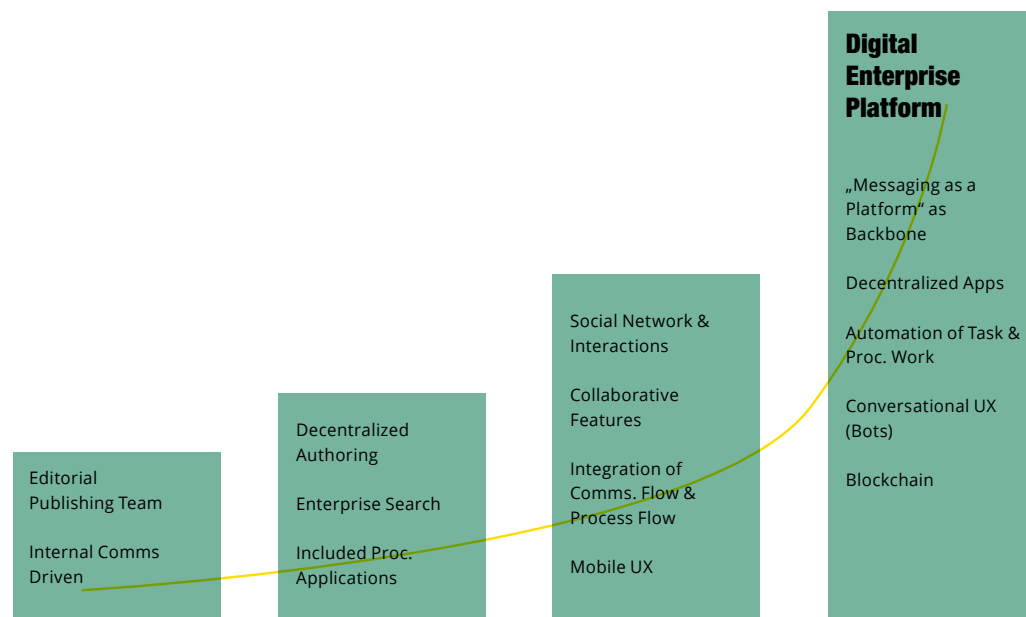 Editorial
Publishing Team
Internal Comms
Driven
Decentralized
Authoring
Enterprise Search
Included Proc.
Applications
Social Network &
Interactions
Collaborative
Features
Integration of
Comms. Flow &
Process Flow
Mobile UX
Digital
Enterprise
Platform
„Messaging as a
Platform“ as
Backbone
Decentralized Apps
Automation of Task &
Proc. Work
Conversational UX
(Bots)
Blockchain